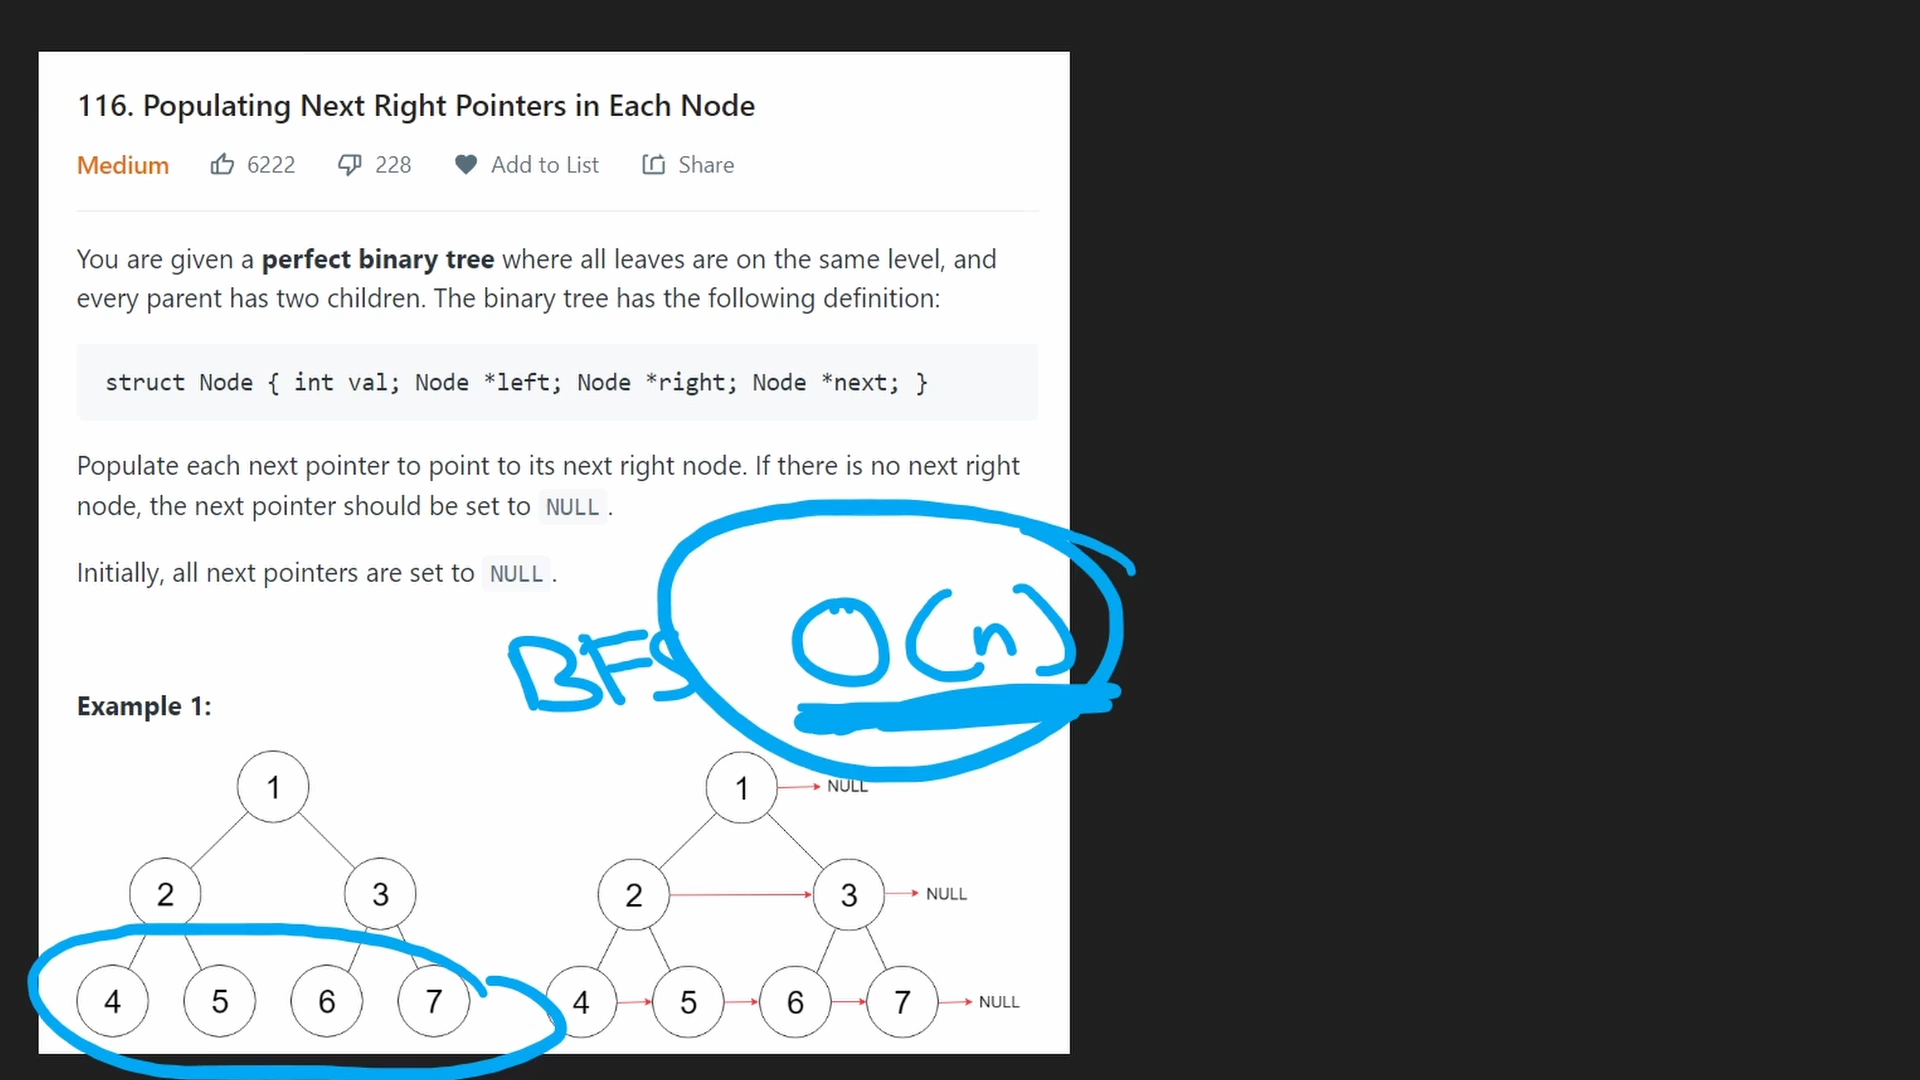 116. Populating Next Right Pointers in Each Node
Medium 6222 228 Add to List Share
You are given a perfect binary tree where all leaves are on the same level, and
every parent has two children. The binary tree has the following definition:
struct Node { int val; Node *left; Node *right; Node *next; }
Populate each next pointer to point to its next right node. If there is no next right
node, the next pointer should be set to NULL.
Initially, all next pointers are set to NULL.
BFS O(n)
Example 1:
1 1 NULL
2 3 2 3 NULL
4 5 6 7 4 5 6 7 NULL